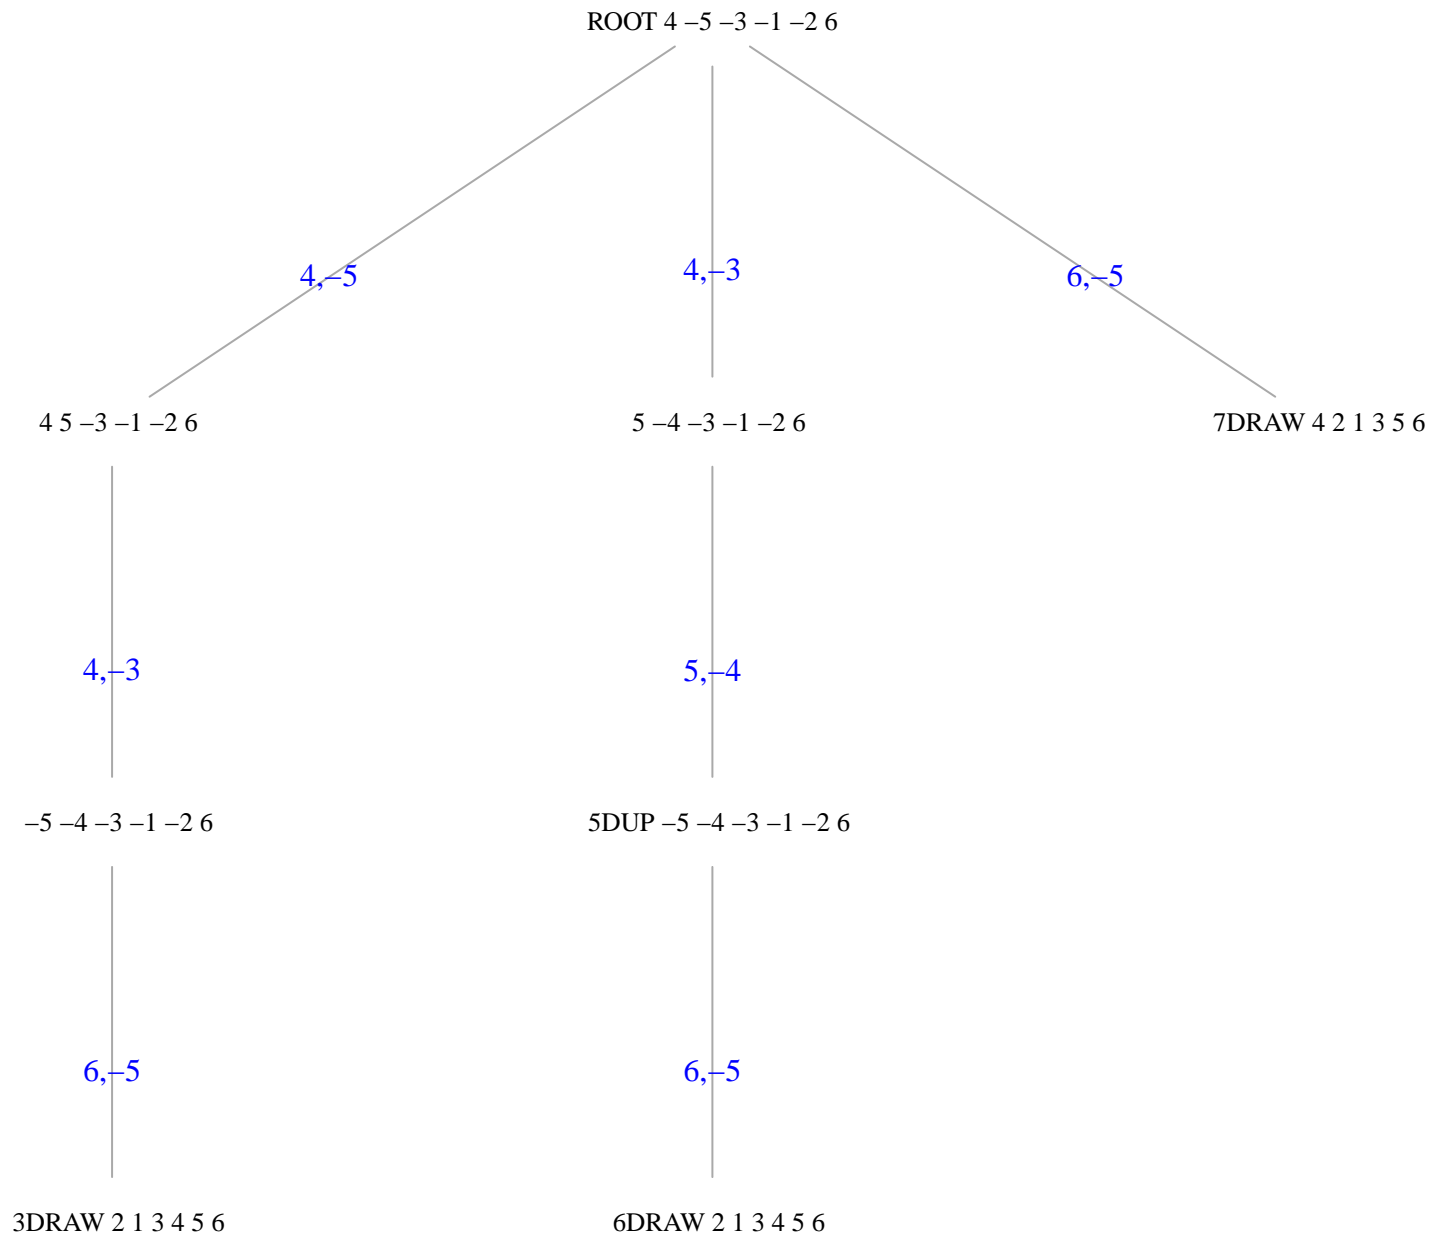 ROOT 4 –5 –3 –1 –2 6
4,–5
4,–3
6,–5
4 5 –3 –1 –2 6
5 –4 –3 –1 –2 6
7DRAW 4 2 1 3 5 6
4,–3
5,–4
–5 –4 –3 –1 –2 6
5DUP –5 –4 –3 –1 –2 6
6,–5
6,–5
3DRAW 2 1 3 4 5 6
6DRAW 2 1 3 4 5 6